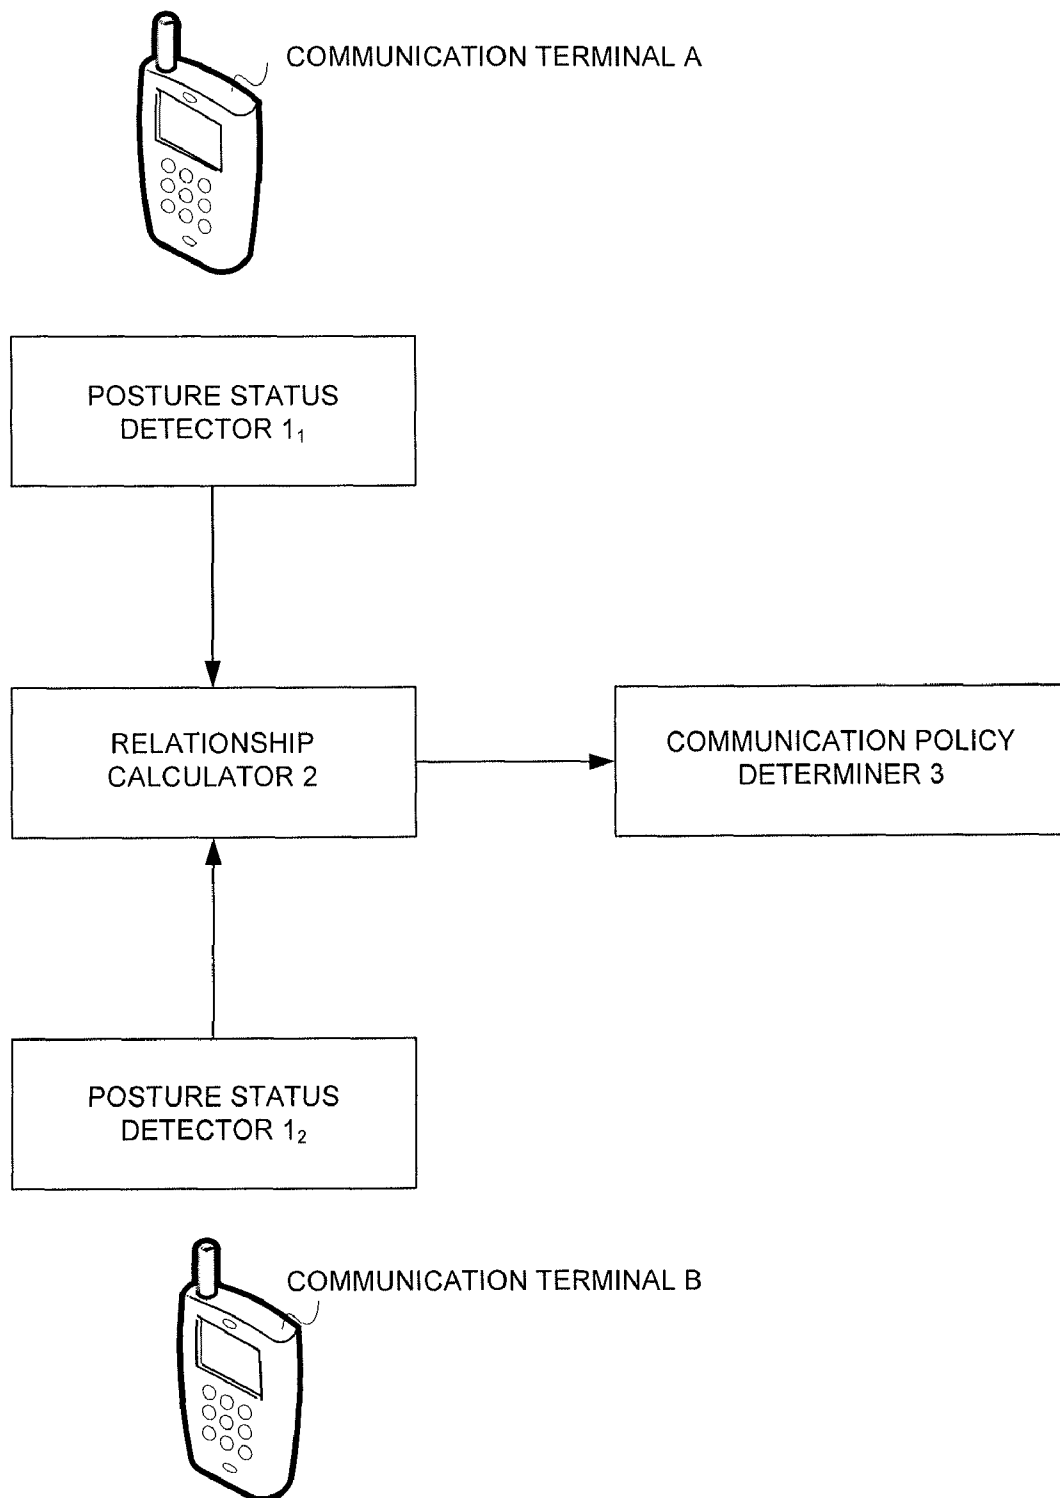 COMMUNICATION TERMINAL A
POSTURE STATUS
DETECTOR 1₁
RELATIONSHIP
CALCULATOR 2
COMMUNICATION POLICY
DETERMINER 3
POSTURE STATUS
DETECTOR 1₂
COMMUNICATION TERMINAL B